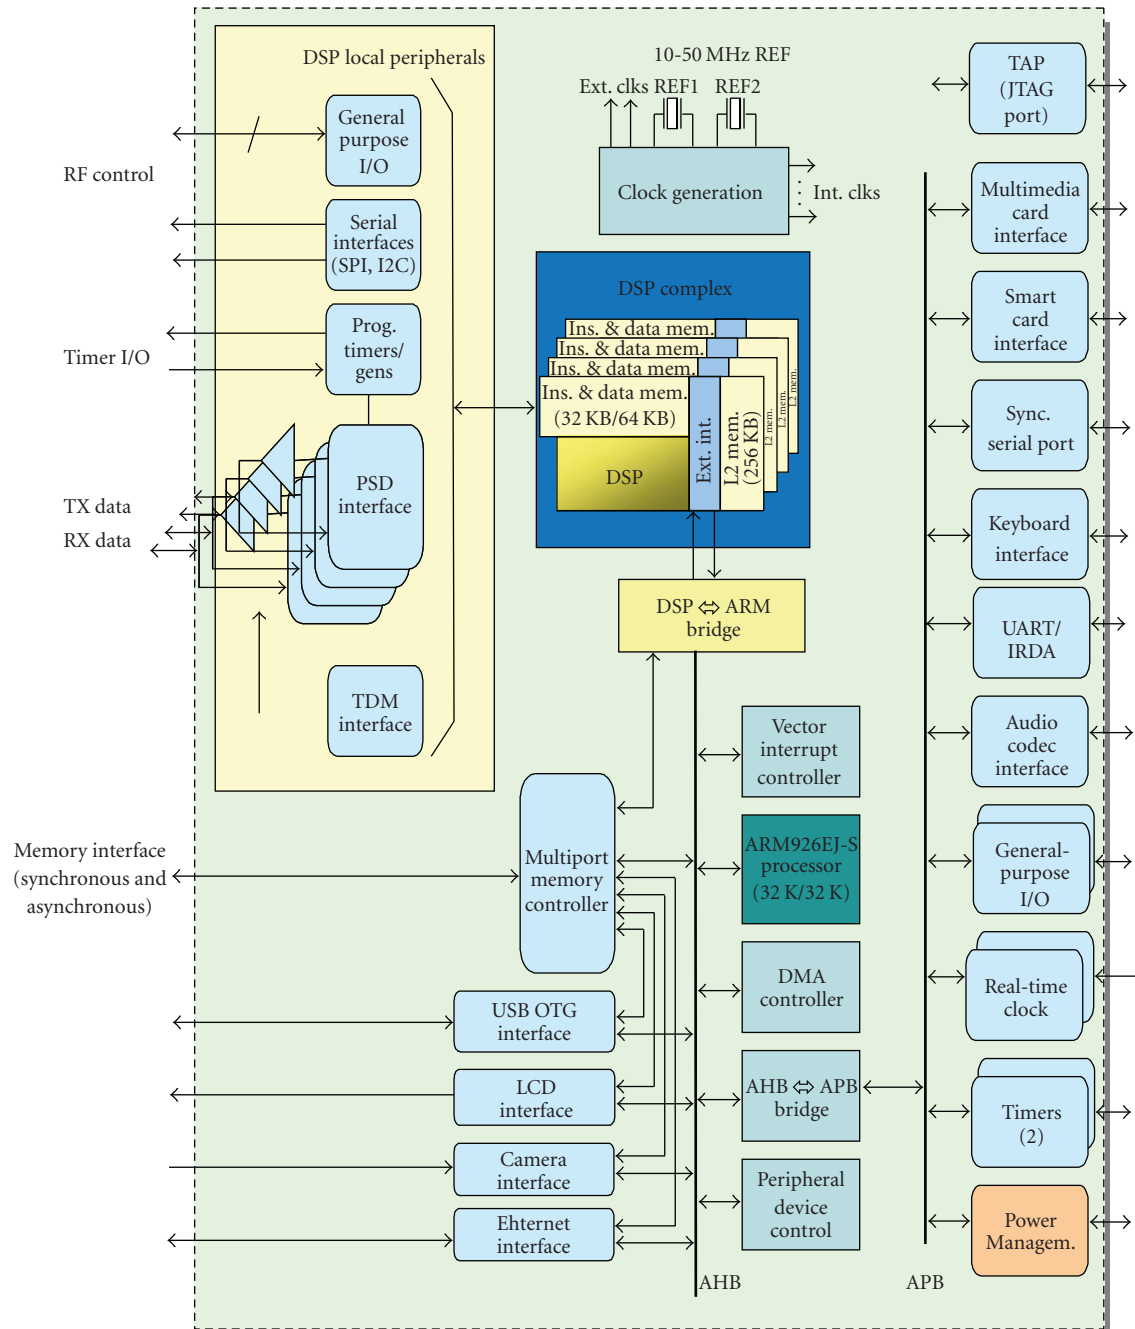 DSP local peripherals
10-50 MHz REF
Ext. clks REF1 REF2
TAP
(JTAG
port)
General
purpose
I/O
RF control
Clock generation
Int. clks
Multimedia
card
interface
Serial
interfaces
(SPI, I2C)
DSP complex
Smart
card
interface
Prog.
timers/
gens
Timer I/O
Ins. & data mem.
Ins. & data mem.
Ins. & data mem.
Ins. & data mem.
(32 KB/64 KB)
DSP
Ext. int.
L2 mem.
(256 KB)
L2 mem.
L2 mem.
L2 mem.
Sync.
serial port
PSD
interface
TX data
RX data
Keyboard
interface
DSP ⇔ ARM
bridge
UART/
IRDA
TDM
interface
Vector
interrupt
controller
Audio
codec
interface
Memory interface
(synchronous and
asynchronous)
Multiport
memory
controller
ARM926EJ-S
processor
(32 K/32 K)
General-
purpose
I/O
DMA
controller
Real-time
clock
USB OTG
interface
LCD
interface
AHB ⇔ APB
bridge
Timers
(2)
Camera
interface
Peripheral
device
control
Ehternet
interface
Power
Managem.
AHB
APB